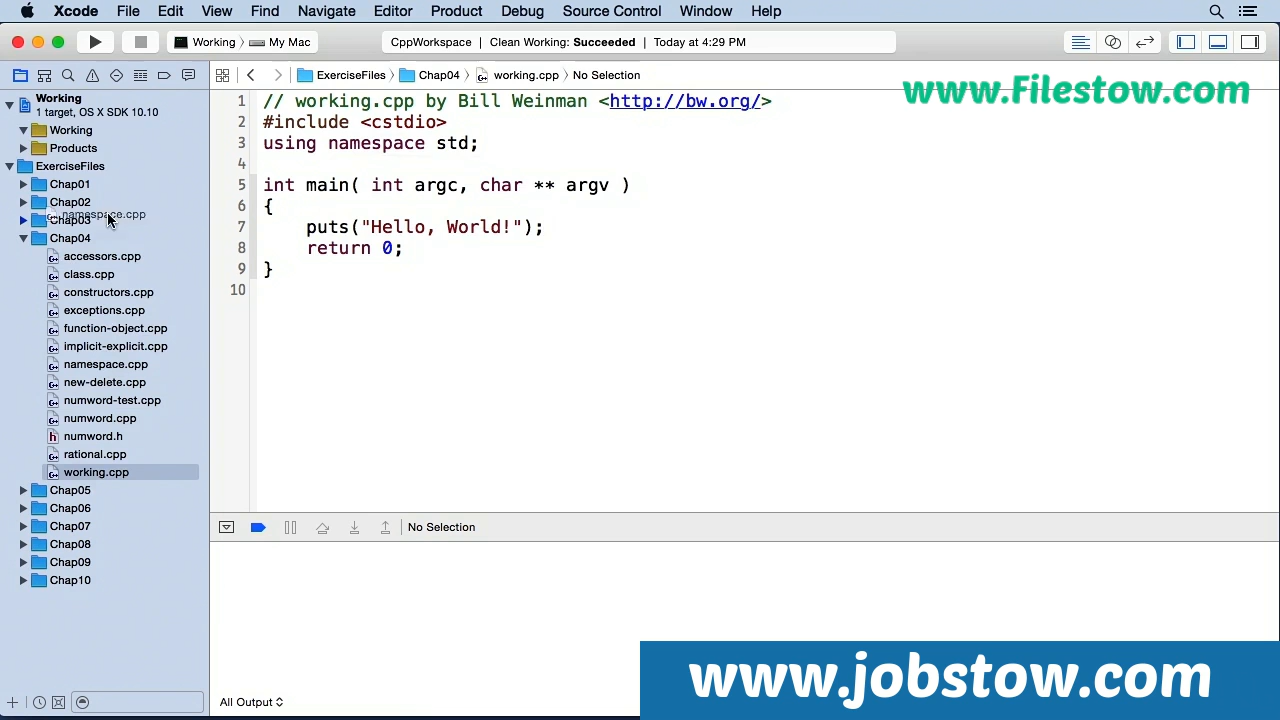 Xcode File Edit View Find Navigate Editor Product Debug Source Control Window Help
Working My Mac CppWorkspace | Clean Working: Succeeded | Today at 4:29 PM
ExerciseFiles Chap04 working.cpp No Selection
www.Filestow.com
Working
1 target, OS X SDK 10.10
Working
Products
ExerciseFiles
Chap01
Chap02
namespace.cpp
Chap03
Chap04
accessors.cpp
class.cpp
constructors.cpp
exceptions.cpp
function-object.cpp
implicit-explicit.cpp
namespace.cpp
new-delete.cpp
numword-test.cpp
numword.cpp
numword.h
rational.cpp
working.cpp
Chap05
Chap06
Chap07
Chap08
Chap09
Chap10
1 // working.cpp by Bill Weinman <http://bw.org/>
2 #include <cstdio>
3 using namespace std;
4
5 int main( int argc, char ** argv )
6 {
7 puts("Hello, World!");
8 return 0;
9 }
10
No Selection
All Output
www.jobstow.com